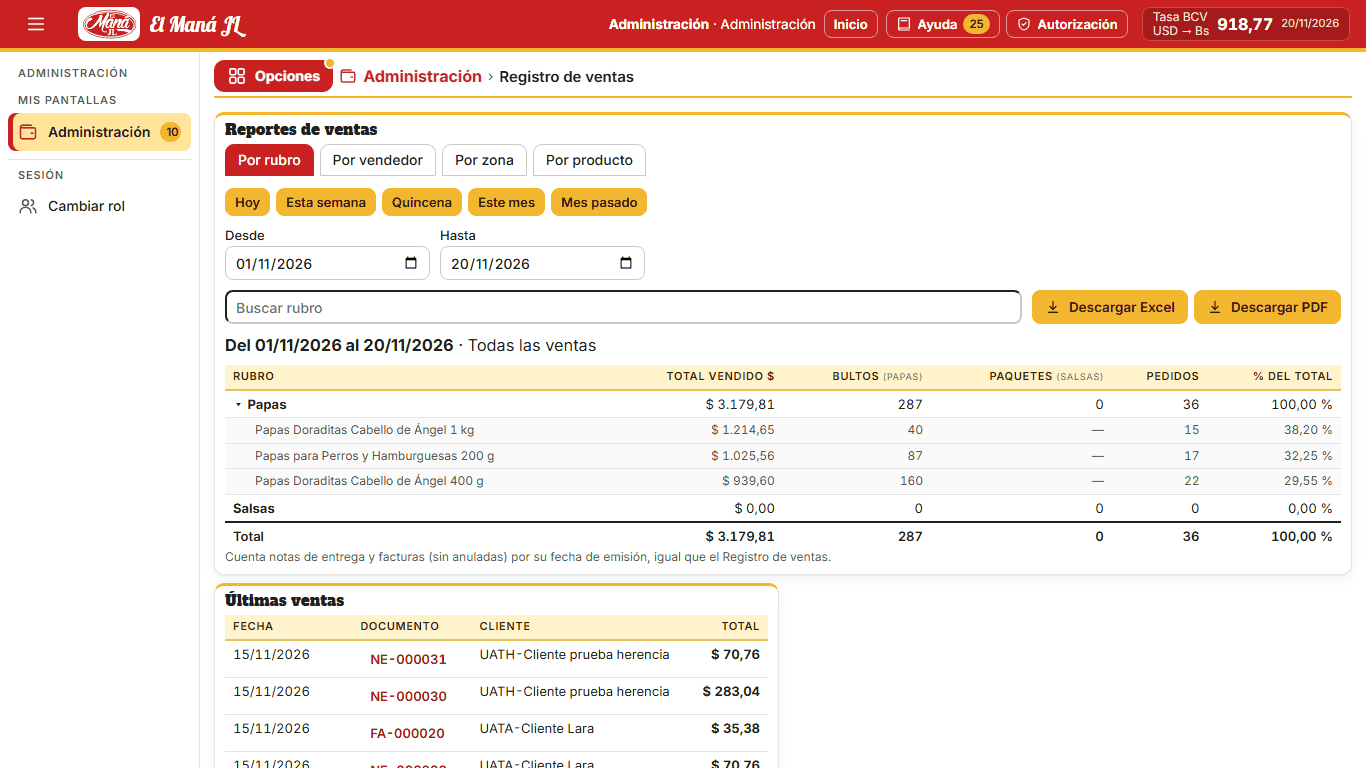 El Maná JL
El Maná JL
Administración · Administración
Inicio
Ayuda 25
Autorización
Tasa BCV
USD → Bs
918,77
20/11/2026
ADMINISTRACIÓN
MIS PANTALLAS
Administración 10
SESIÓN
Cambiar rol
Opciones
Administración › Registro de ventas
Reportes de ventas
Por rubro Por vendedor Por zona Por producto
Hoy Esta semana Quincena Este mes Mes pasado
Desde Hasta
01/11/2026 20/11/2026
Buscar rubro Descargar Excel Descargar PDF
Del 01/11/2026 al 20/11/2026 · Todas las ventas
RUBRO TOTAL VENDIDO $ BULTOS (PAPAS) PAQUETES (SALSAS) PEDIDOS % DEL TOTAL
Papas $ 3.179,81 287 0 36 100,00 %
Papas Doraditas Cabello de Ángel 1 kg $ 1.214,65 40 — 15 38,20 %
Papas para Perros y Hamburguesas 200 g $ 1.025,56 87 — 17 32,25 %
Papas Doraditas Cabello de Ángel 400 g $ 939,60 160 — 22 29,55 %
Salsas $ 0,00 0 0 0 0,00 %
Total $ 3.179,81 287 0 36 100,00 %
Cuenta notas de entrega y facturas (sin anuladas) por su fecha de emisión, igual que el Registro de ventas.
Últimas ventas
FECHA DOCUMENTO CLIENTE TOTAL
15/11/2026 NE-000031 UATH-Cliente prueba herencia $ 70,76
15/11/2026 NE-000030 UATH-Cliente prueba herencia $ 283,04
15/11/2026 FA-000020 UATA-Cliente Lara $ 35,38
15/11/2026 UATA-Cliente Lara $ 70,76